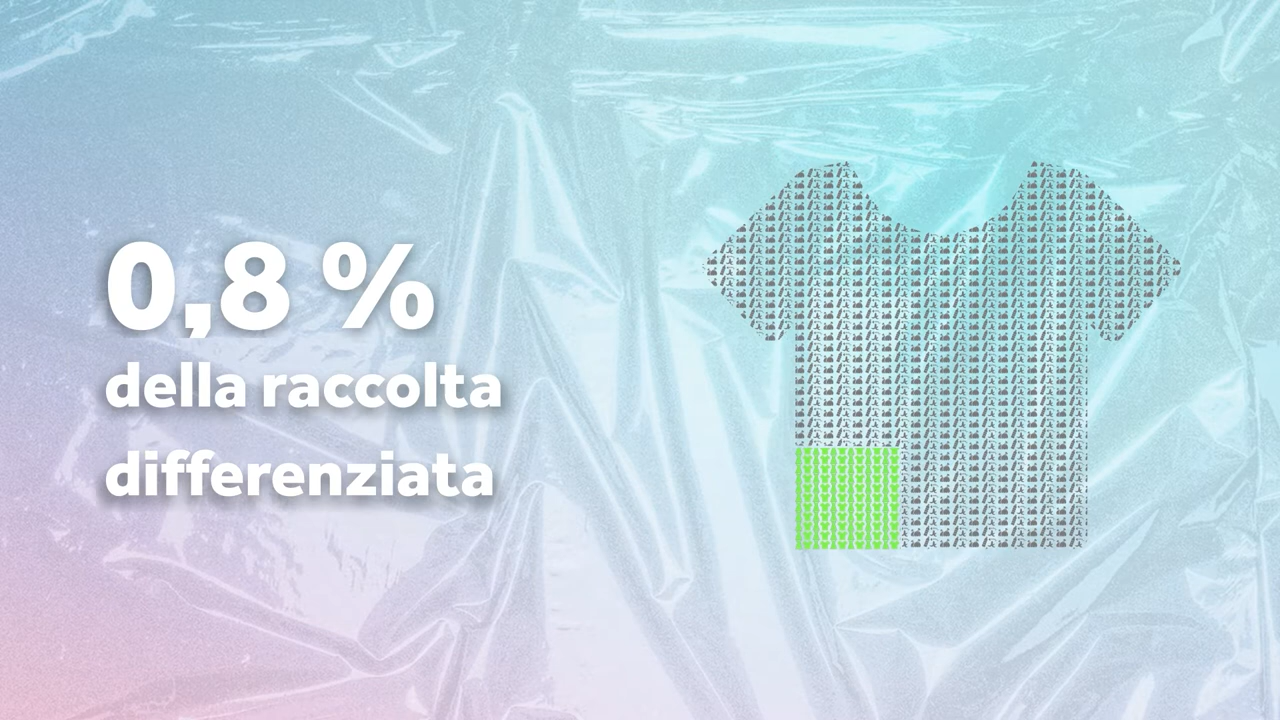 0,8 %
della raccolta
differenziata